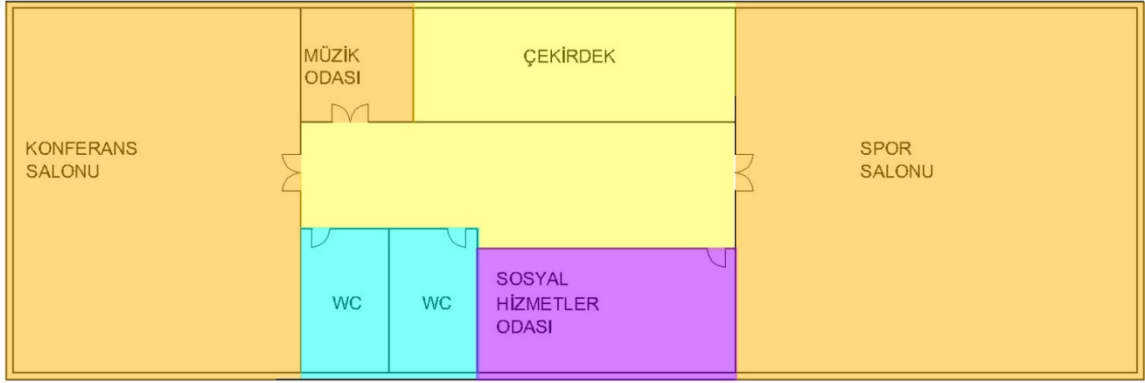 MÜZİK
ODASI
ÇEKİRDEK
KONFERANS
SALONU
SPOR
SALONU
WC
WC
SOSYAL
HİZMETLER
ODASI